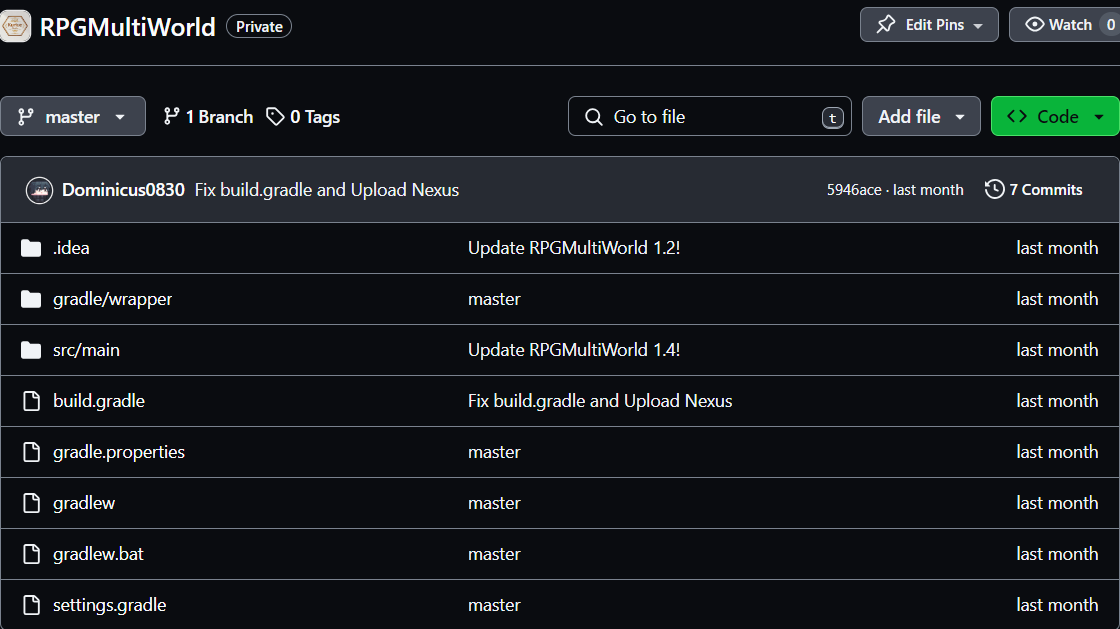 RPGMultiWorld Private Edit Pins Watch 0
master 1 Branch 0 Tags Go to file t Add file Code
Dominicus0830 Fix build.gradle and Upload Nexus 5946ace · last month 7 Commits
.idea Update RPGMultiWorld 1.2! last month
gradle/wrapper master last month
src/main Update RPGMultiWorld 1.4! last month
build.gradle Fix build.gradle and Upload Nexus last month
gradle.properties master last month
gradlew master last month
gradlew.bat master last month
settings.gradle master last month